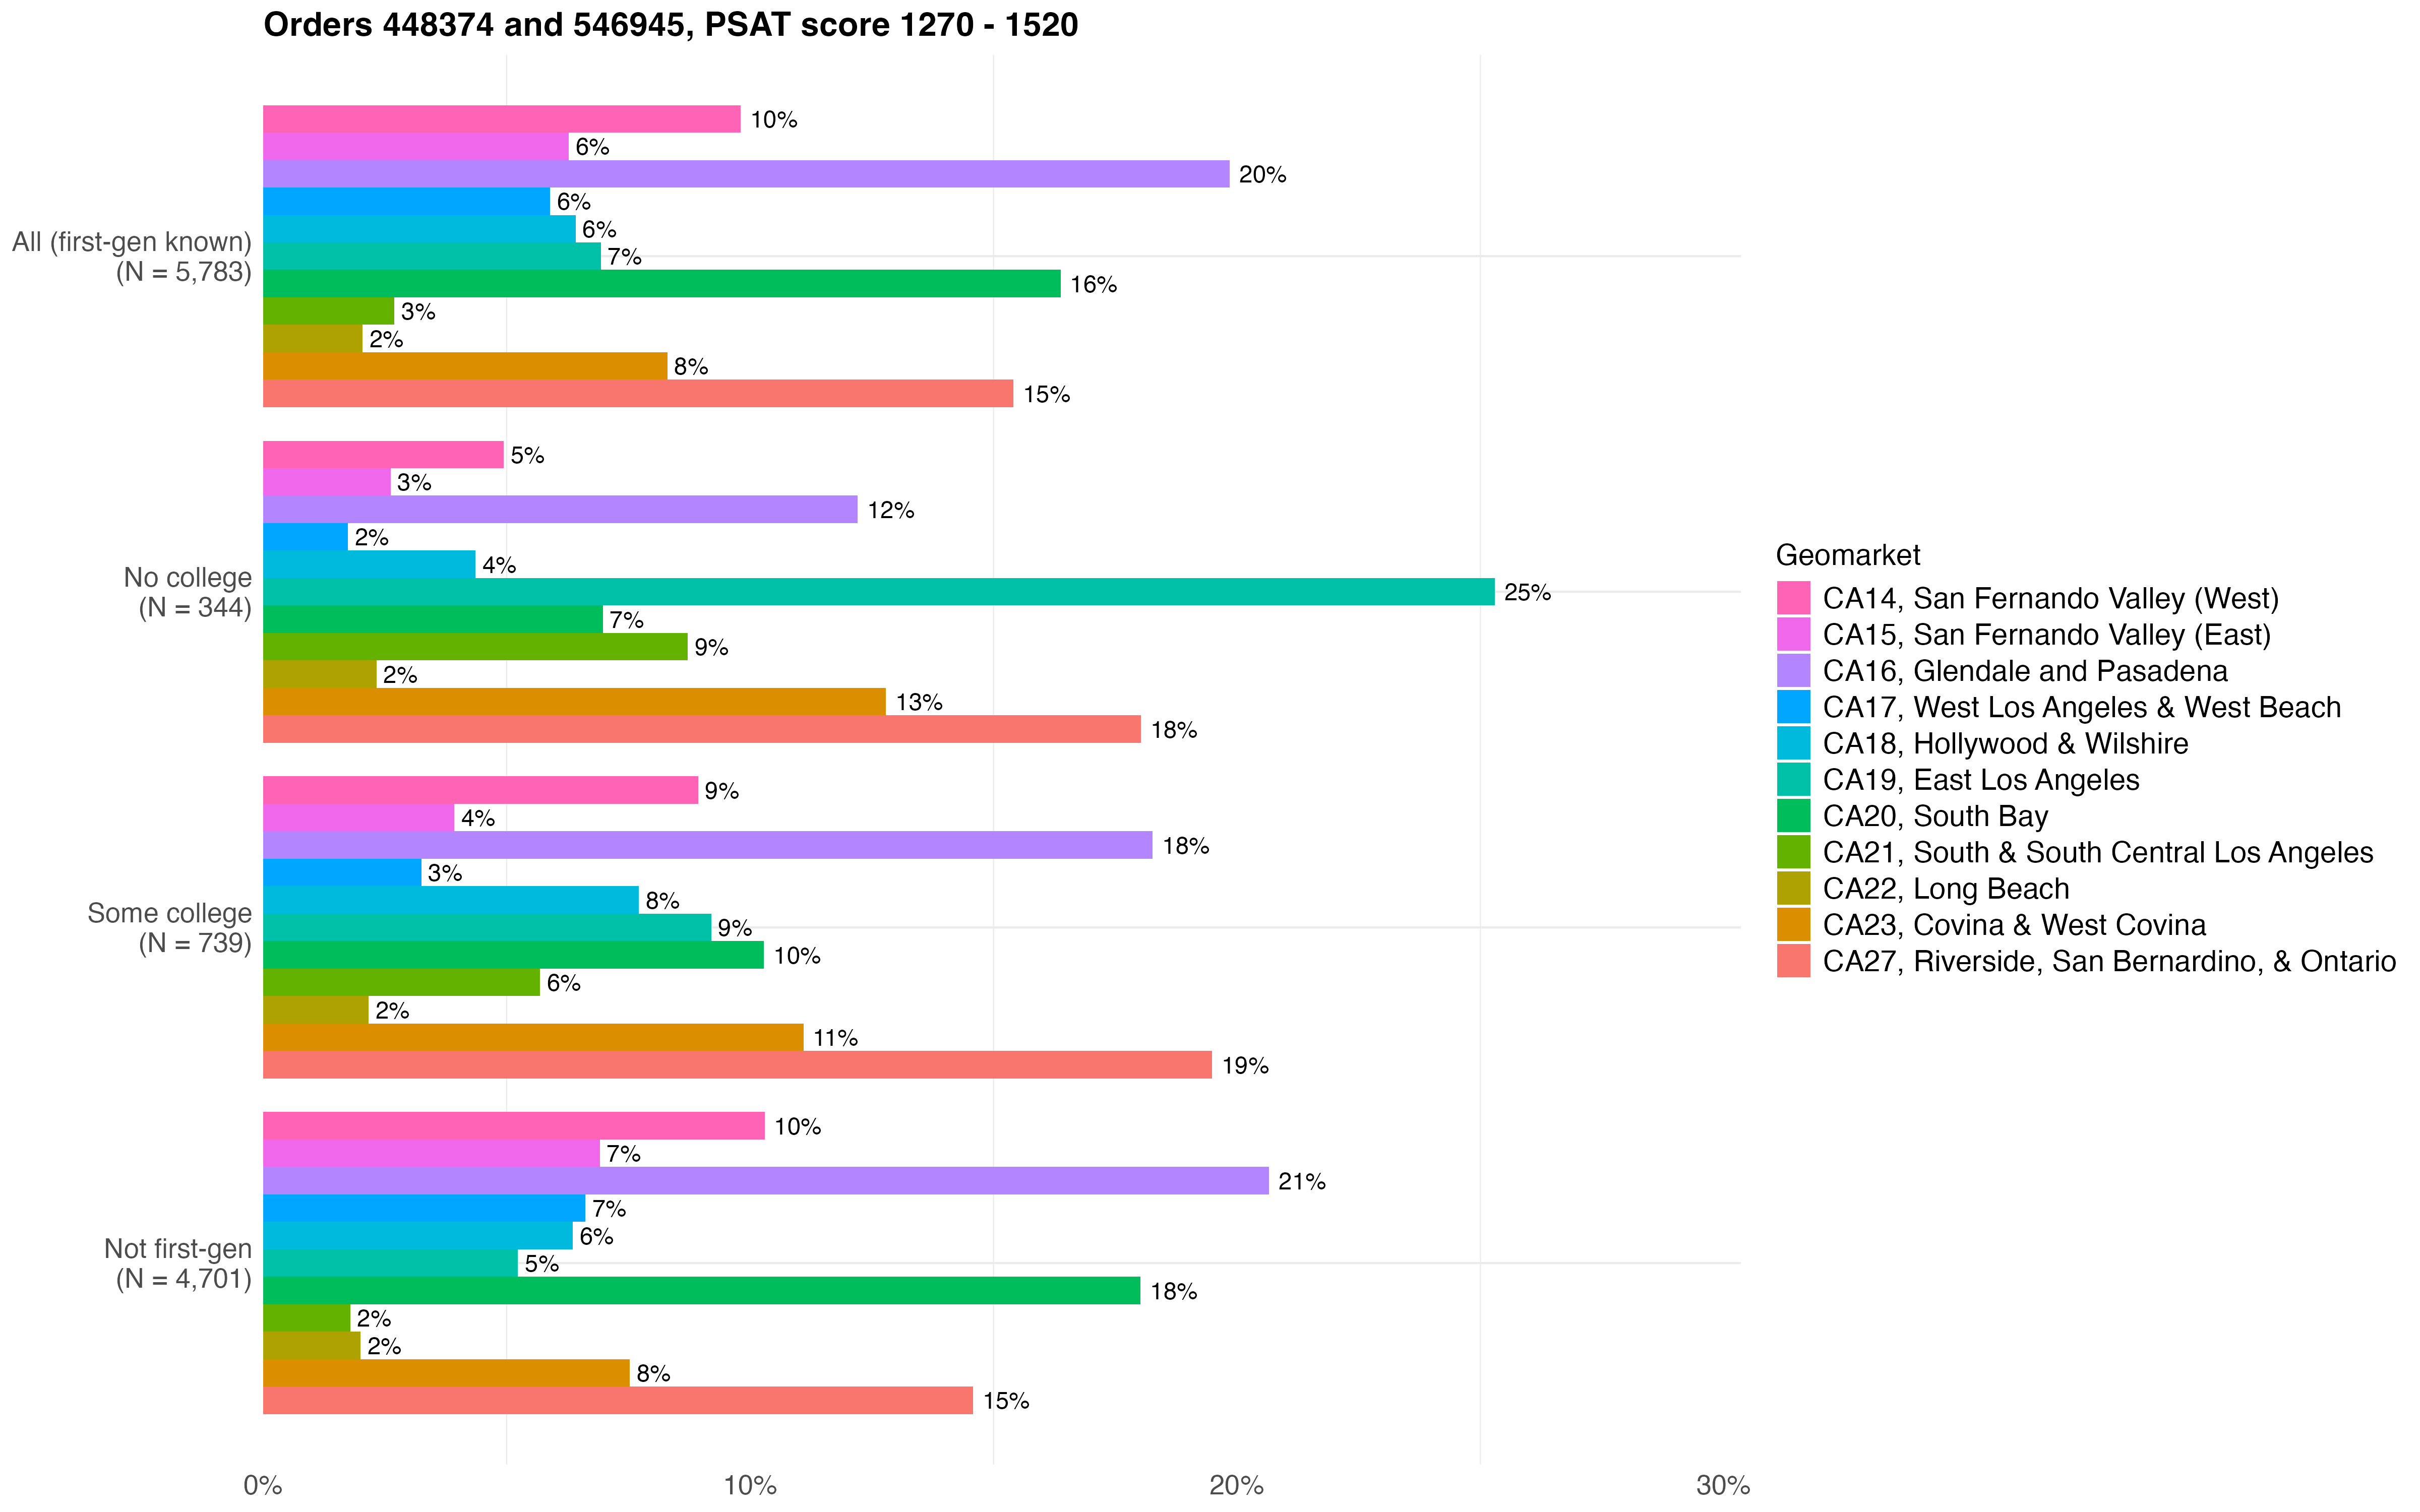 Orders 448374 and 546945, PSAT score 1270 - 1520
All (first-gen known)
(N = 5,783)
10%
6%
20%
6%
6%
7%
16%
3%
2%
8%
15%
No college
(N = 344)
5%
3%
12%
2%
4%
25%
7%
9%
2%
13%
18%
Some college
(N = 739)
9%
4%
18%
3%
8%
9%
10%
6%
2%
11%
19%
Not first-gen
(N = 4,701)
10%
7%
21%
7%
6%
5%
18%
2%
2%
8%
15%
0%
10%
20%
30%
Geomarket
CA14, San Fernando Valley (West)
CA15, San Fernando Valley (East)
CA16, Glendale and Pasadena
CA17, West Los Angeles & West Beach
CA18, Hollywood & Wilshire
CA19, East Los Angeles
CA20, South Bay
CA21, South & South Central Los Angeles
CA22, Long Beach
CA23, Covina & West Covina
CA27, Riverside, San Bernardino, & Ontario